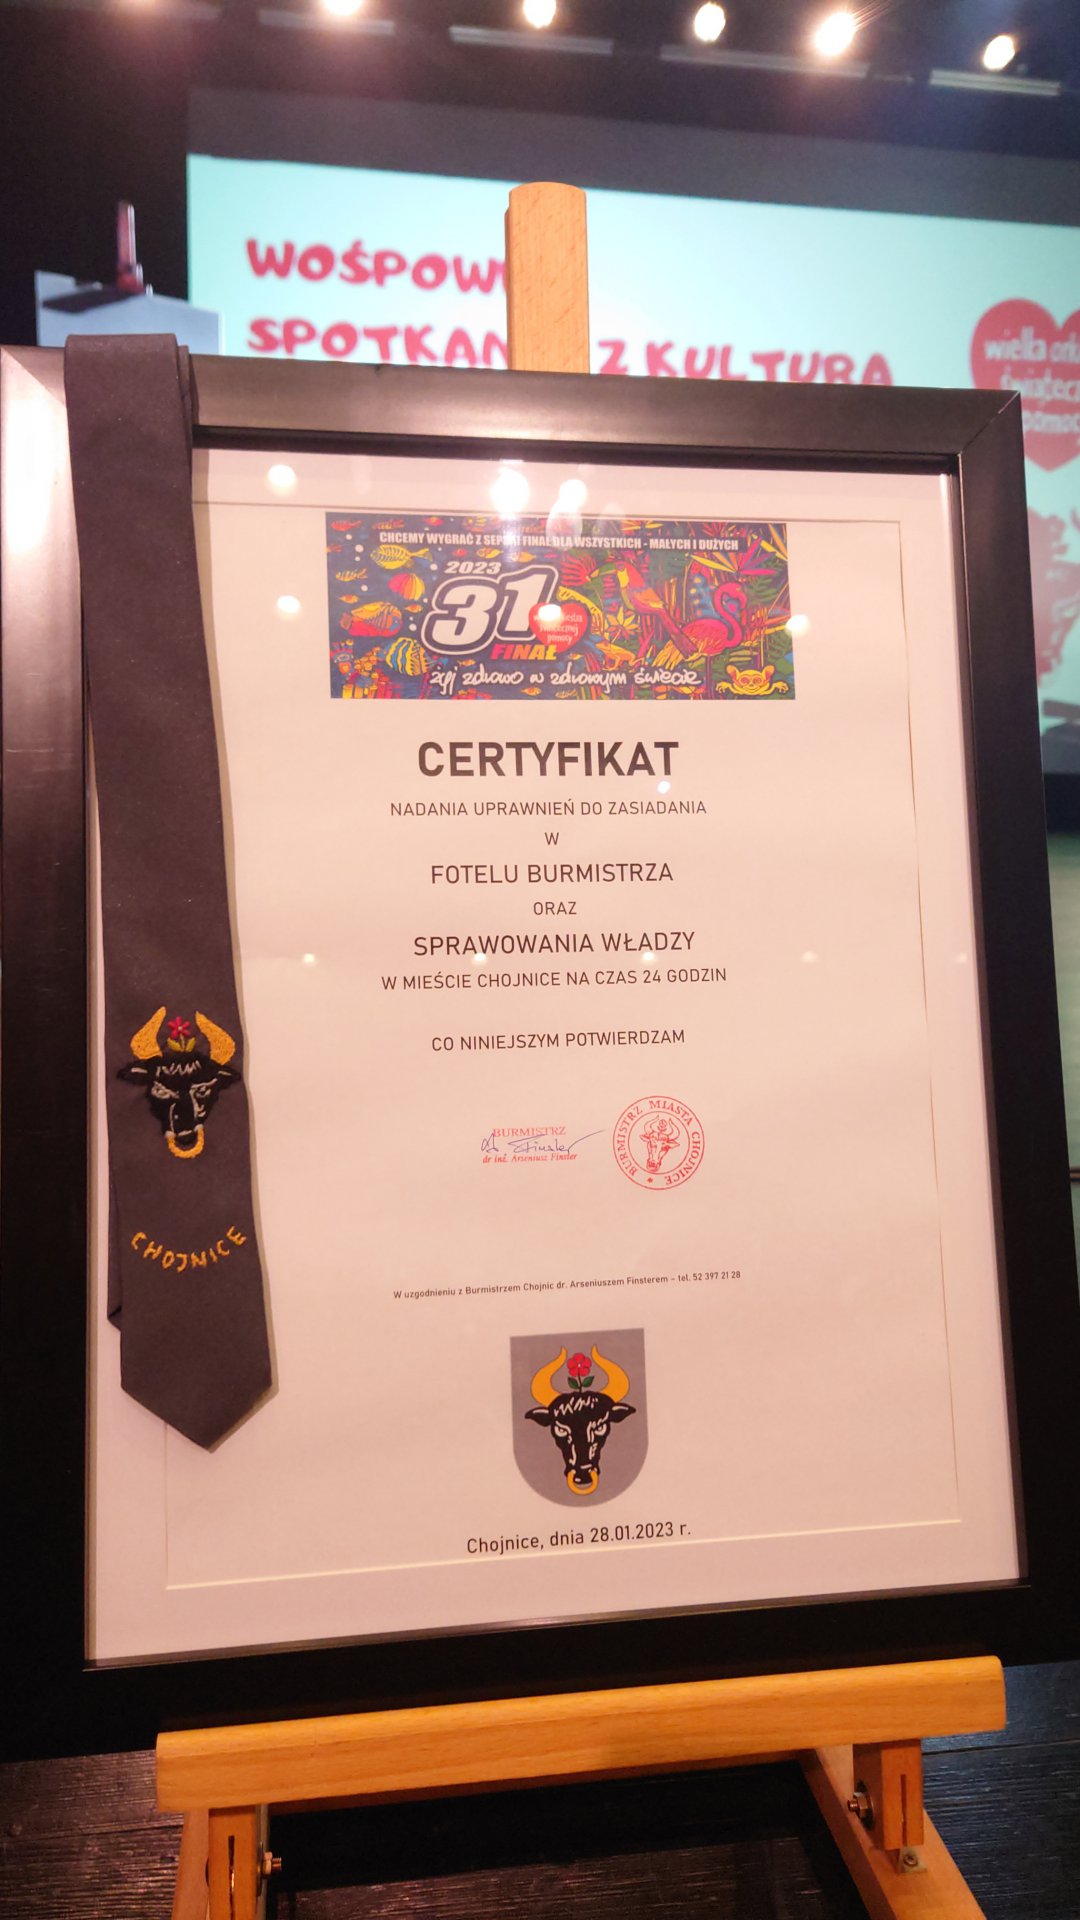 SPOTKAN Z KULTURĄ
wielka
CHCEMY WYGRAĆ Z SEPSĄ! FINAŁ DLA WSZYSTKICH - MAŁYCH I DUŻYCH
2023
31
FINAŁ
żyj zdrowo w zdrowym świecie
CERTYFIKAT
NADANIA UPRAWNIEŃ DO ZASIADANIA
W
FOTELU BURMISTRZA
ORAZ
SPRAWOWANIA WŁADZY
W MIEŚCIE CHOJNICE NA CZAS 24 GODZIN
CO NINIEJSZYM POTWIERDZAM
BURMISTRZ
dr inż. Arseniusz Finster
BURMISTRZ MIASTA CHOJNICE
CHOJNICE
W uzgodnieniu z Burmistrzem Chojnic dr. Arseniuszem Finsterem – tel. 52 397 21 28
Chojnice, dnia 28.01.2023 r.